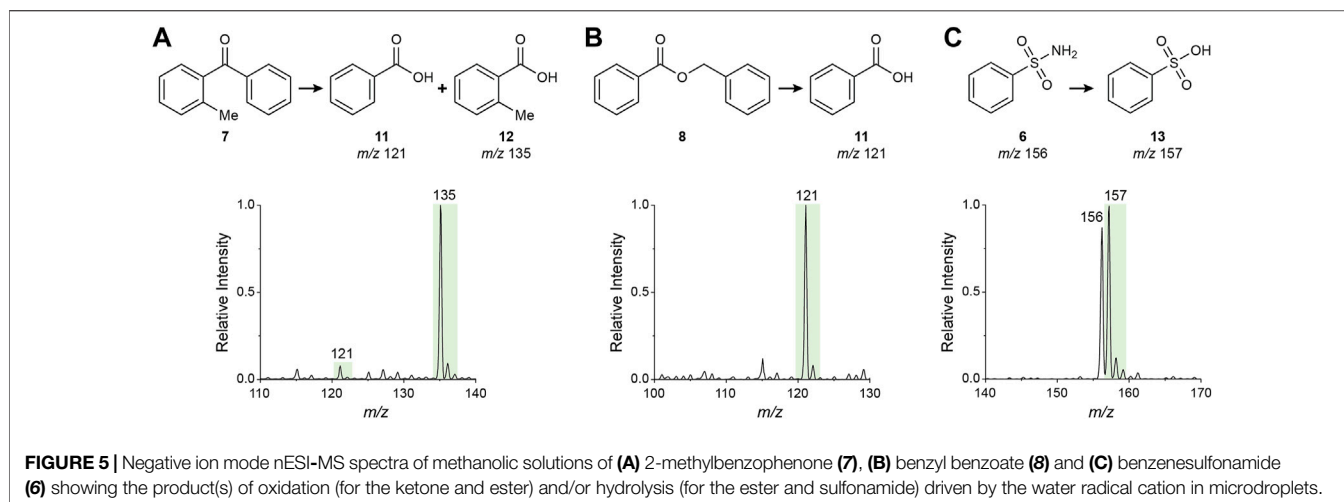 A
O
Me
7
O
OH
11
m/z 121
+
O
OH
Me
12
m/z 135
B
O
O
8
O
OH
11
m/z 121
C
O
S
NH2
O
6
m/z 156
O
S
OH
O
13
m/z 157
Relative Intensity
1.0
0.5
0.0
121
135
110 120 130 140
m/z
Relative Intensity
1.0
0.5
0.0
121
100 110 120 130
m/z
Relative Intensity
1.0
0.5
0.0
156
157
140 150 160 170
m/z
FIGURE 5 | Negative ion mode nESI-MS spectra of methanolic solutions of (A) 2-methylbenzophenone (7), (B) benzyl benzoate (8) and (C) benzenesulfonamide
(6) showing the product(s) of oxidation (for the ketone and ester) and/or hydrolysis (for the ester and sulfonamide) driven by the water radical cation in microdroplets.